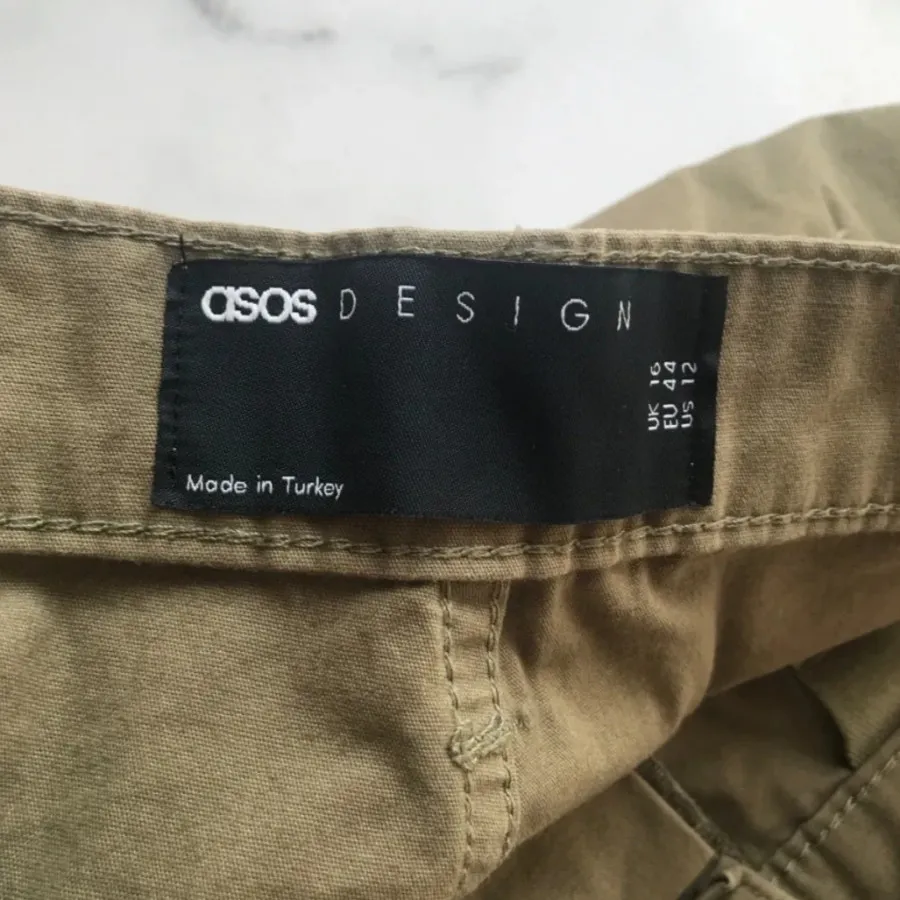 asos DESIGN
UK 16
EU 44
US 12
Made in Turkey